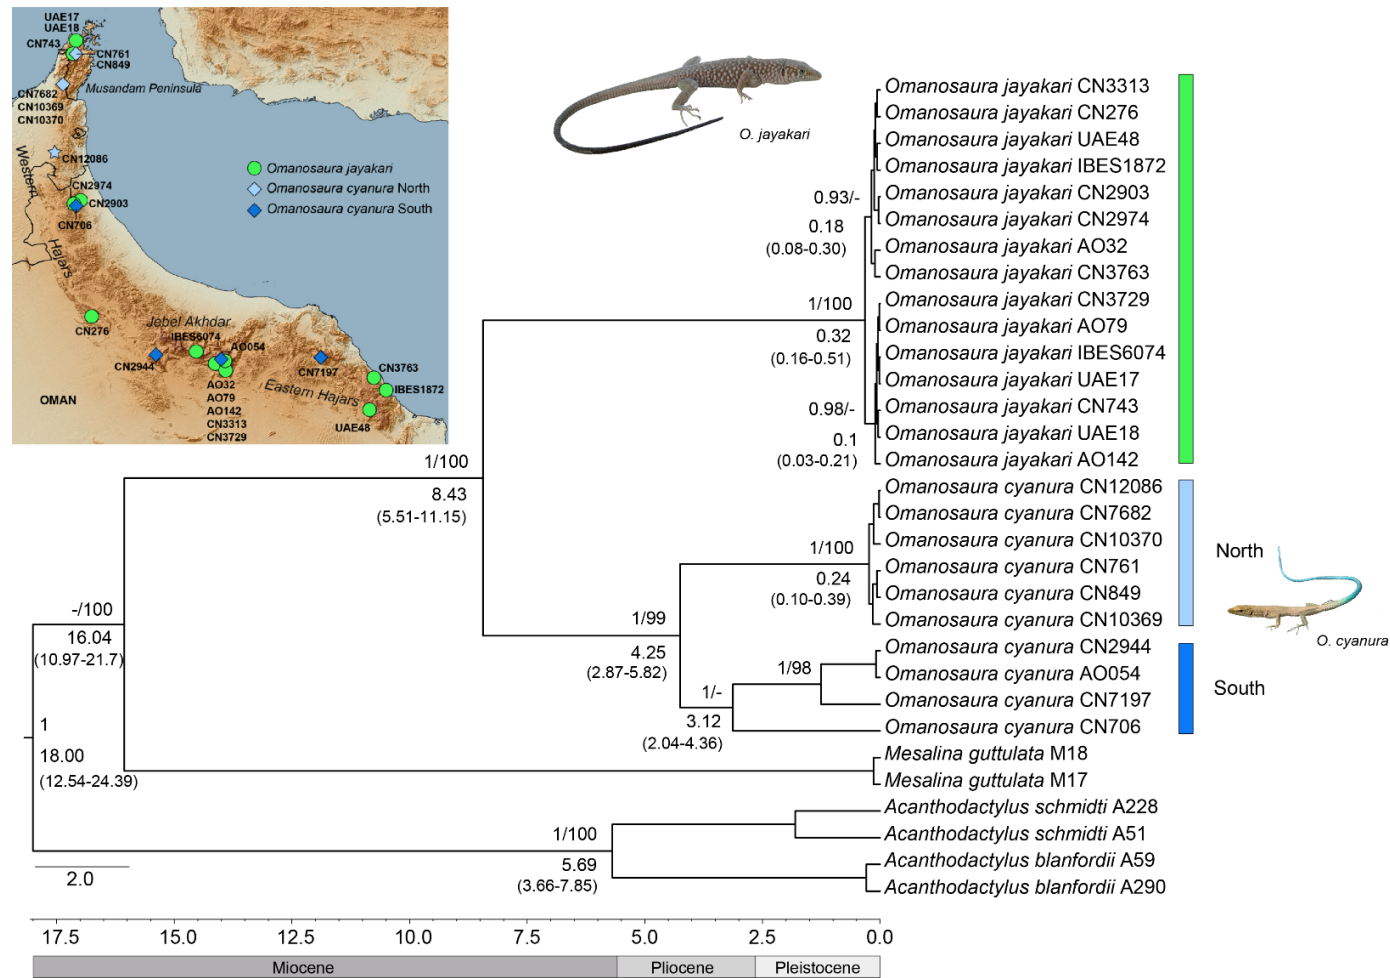 UAE17
UAE18
CN743
CN761
CN849
CN7682
CN10369
CN10370
Musandam Peninsula
CN12086
Western
Hajars
CN2974
CN2903
CN706
Omanosaura jayakari
Omanosaura cyanura North
Omanosaura cyanura South
CN276
Jebel Akhdar
IBES6074
AO054
CN2944
CN7197
AO32
AO79
AO142
CN3313
CN3729
Eastern Hajars
CN3763
IBES1872
UAE48
OMAN
O. jayakari
Omanosaura jayakari CN3313
Omanosaura jayakari CN276
Omanosaura jayakari UAE48
Omanosaura jayakari IBES1872
Omanosaura jayakari CN2903
Omanosaura jayakari CN2974
Omanosaura jayakari AO32
Omanosaura jayakari CN3763
Omanosaura jayakari CN3729
Omanosaura jayakari AO79
Omanosaura jayakari IBES6074
Omanosaura jayakari UAE17
Omanosaura jayakari CN743
Omanosaura jayakari UAE18
Omanosaura jayakari AO142
Omanosaura cyanura CN12086
Omanosaura cyanura CN7682
Omanosaura cyanura CN10370
Omanosaura cyanura CN761
Omanosaura cyanura CN849
Omanosaura cyanura CN10369
Omanosaura cyanura CN2944
Omanosaura cyanura AO054
Omanosaura cyanura CN7197
Omanosaura cyanura CN706
Mesalina guttulata M18
Mesalina guttulata M17
Acanthodactylus schmidti A228
Acanthodactylus schmidti A51
Acanthodactylus blanfordii A59
Acanthodactylus blanfordii A290
North
South
O. cyanura
0.93/-
0.18
(0.08-0.30)
1/100
0.32
(0.16-0.51)
0.98/-
0.1
(0.03-0.21)
1/100
8.43
(5.51-11.15)
1/100
0.24
(0.10-0.39)
1/99
4.25
(2.87-5.82)
1/98
1/-
3.12
(2.04-4.36)
-/100
16.04
(10.97-21.7)
1
18.00
(12.54-24.39)
1/100
5.69
(3.66-7.85)
2.0
17.5 15.0 12.5 10.0 7.5 5.0 2.5 0.0
Miocene Pliocene Pleistocene